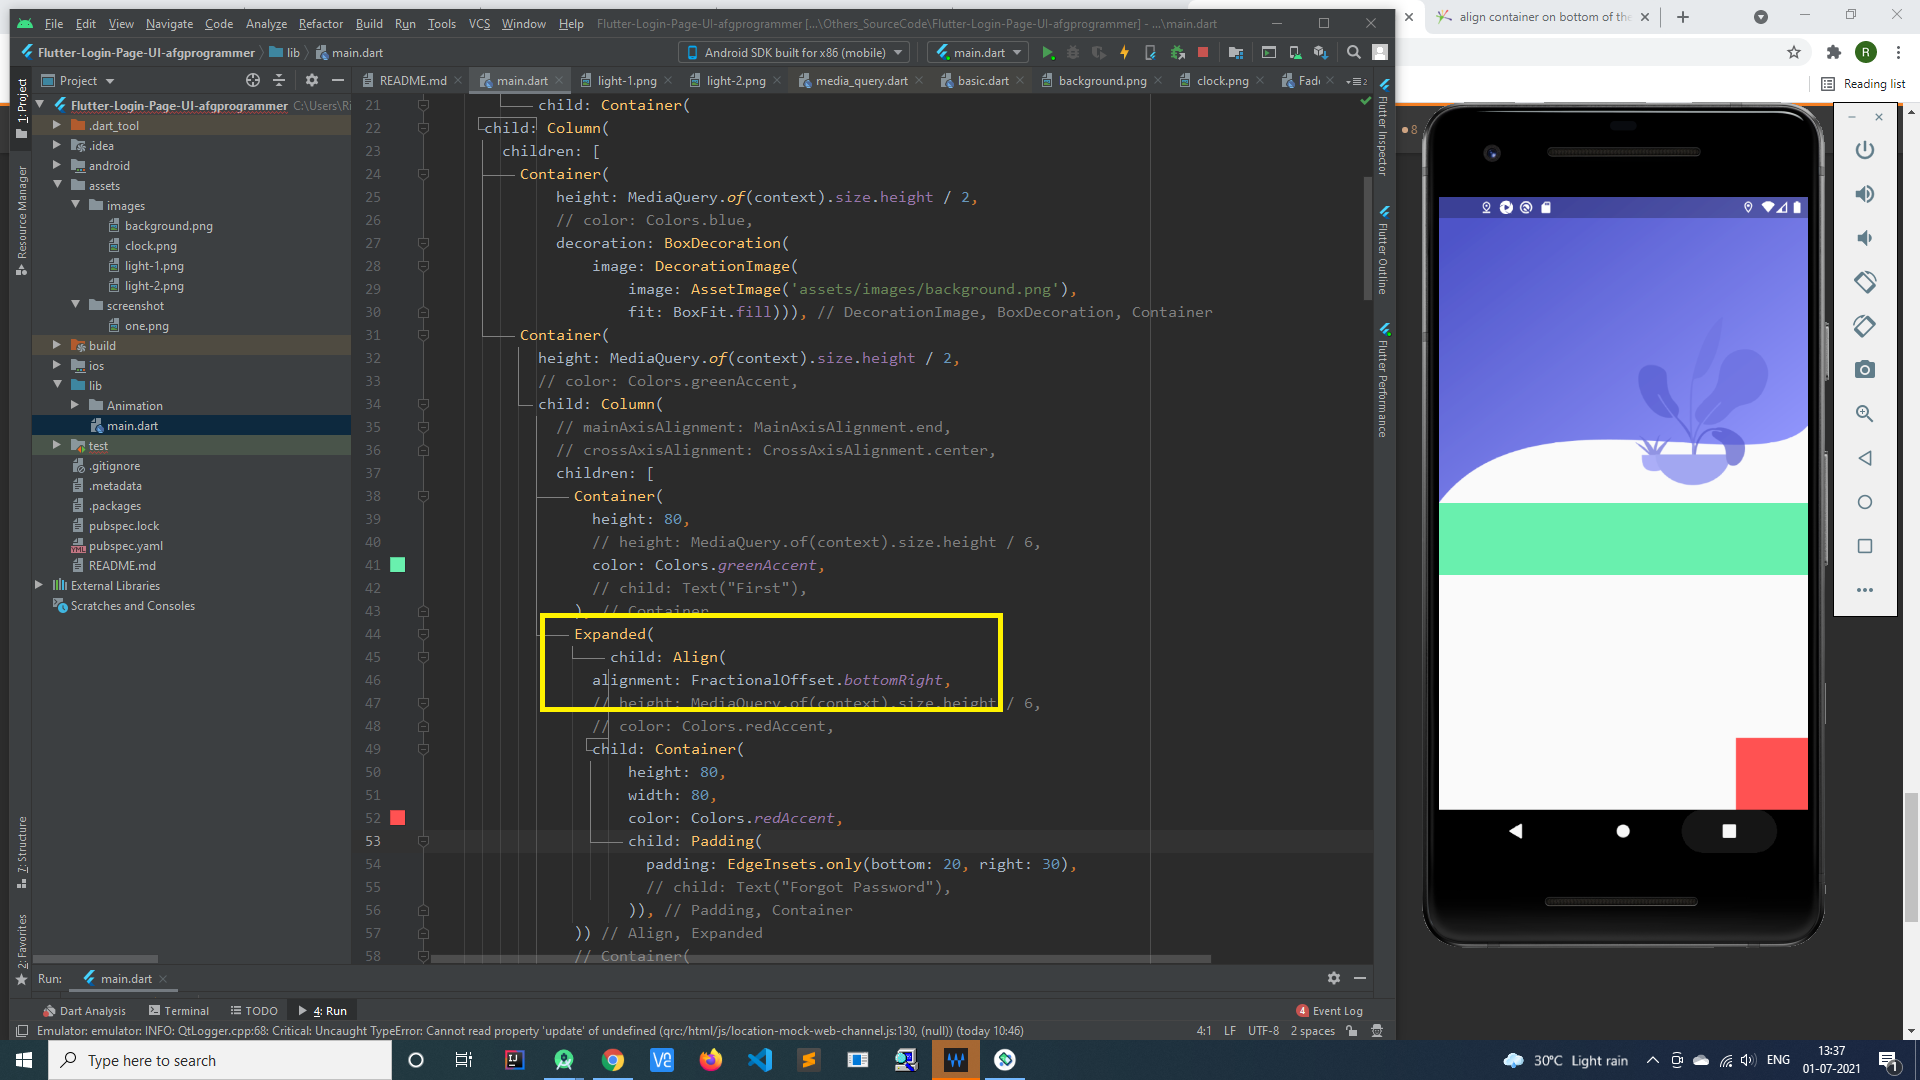 File Edit View Navigate Code Analyze Refactor Build Run Tools VCS Window Help Flutter-Login-Page-UI-afgprogrammer [...\Others_SourceCode\Flutter-Login-Page-UI-afgprogrammer] - ...\main.dart
align container on bottom of the
Flutter-Login-Page-UI-afgprogrammer lib main.dart
Android SDK built for x86 (mobile) main.dart
R
Reading list
Project
README.md main.dart light-1.png light-2.png media_query.dart basic.dart background.png clock.png Fad
1: Project
Resource Manager
7: Structure
2: Favorites
Flutter-Login-Page-UI-afgprogrammer C:\Users\Ri
.dart_tool
.idea
android
assets
images
background.png
clock.png
light-1.png
light-2.png
screenshot
one.png
build
ios
lib
Animation
main.dart
test
.gitignore
.metadata
.packages
pubspec.lock
pubspec.yaml
README.md
External Libraries
Scratches and Consoles
21 child: Container(
22 child: Column(
23 children: [
24 Container(
25 height: MediaQuery.of(context).size.height / 2,
26 // color: Colors.blue,
27 decoration: BoxDecoration(
28 image: DecorationImage(
29 image: AssetImage('assets/images/background.png'),
30 fit: BoxFit.fill))), // DecorationImage, BoxDecoration, Container
31 Container(
32 height: MediaQuery.of(context).size.height / 2,
33 // color: Colors.greenAccent,
34 child: Column(
35 // mainAxisAlignment: MainAxisAlignment.end,
36 // crossAxisAlignment: CrossAxisAlignment.center,
37 children: [
38 Container(
39 height: 80,
40 // height: MediaQuery.of(context).size.height / 6,
41 color: Colors.greenAccent,
42 // child: Text("First"),
43 ), // Container
44 Expanded(
45 child: Align(
46 alignment: FractionalOffset.bottomRight,
47 // height: MediaQuery.of(context).size.height / 6,
48 // color: Colors.redAccent,
49 child: Container(
50 height: 80,
51 width: 80,
52 color: Colors.redAccent,
53 child: Padding(
54 padding: EdgeInsets.only(bottom: 20, right: 30),
55 // child: Text("Forgot Password"),
56 )), // Padding, Container
57 )) // Align, Expanded
58 // Container(
Flutter Inspector
Flutter Outline
Flutter Performance
8
Run: main.dart
Dart Analysis Terminal TODO 4: Run 4 Event Log
Emulator: emulator: INFO: QtLogger.cpp:68: Critical: Uncaught TypeError: Cannot read property 'update' of undefined (qrc:/html/js/location-mock-web-channel.js:130, (null)) (today 10:46) 4:1 LF UTF-8 2 spaces
Type here to search
30°C Light rain ENG 13:37
01-07-2021
1